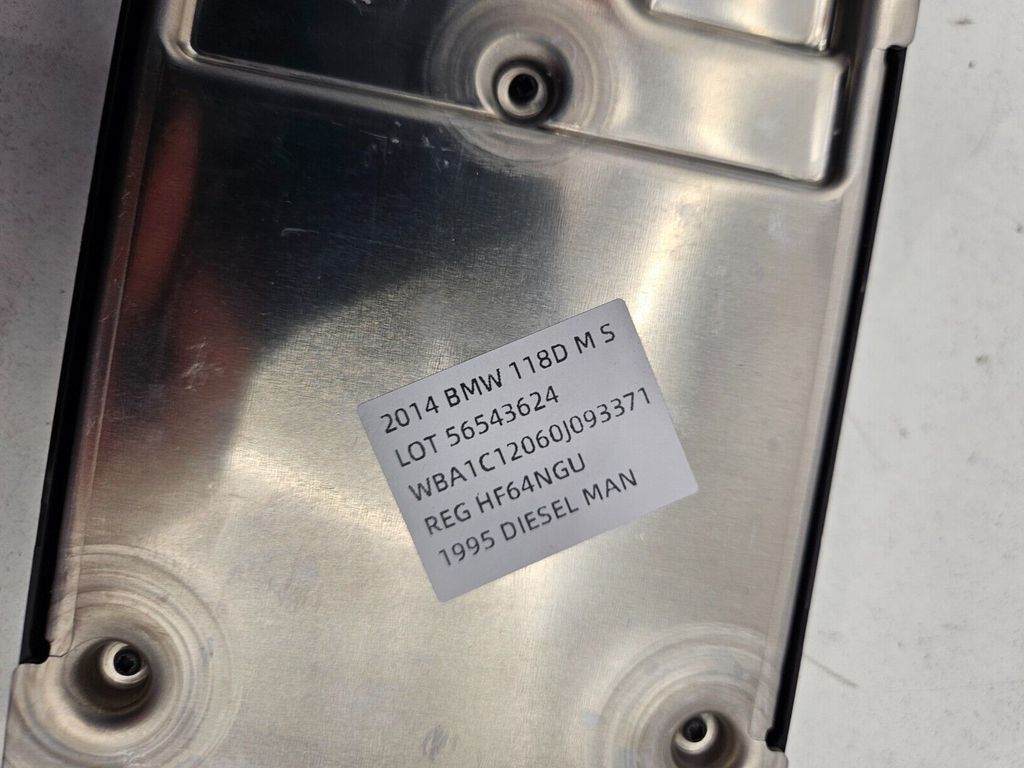 2014 BMW 118D M S
LOT 56543624
WBA1C12060J093371
REG HF64NGU
1995 DIESEL MAN